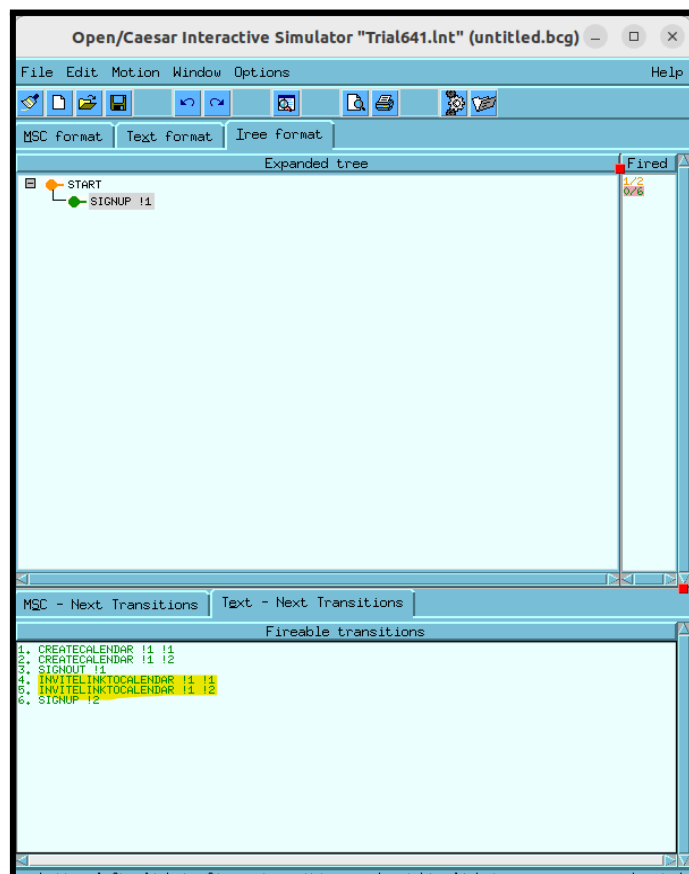 Open/Caesar Interactive Simulator "Trial641.lnt" (untitled.bcg)
File Edit Motion Window Options Help
MSC format Text format Tree format
Expanded tree Fired
START 1/2
SIGNUP !1 0/6
MSC - Next Transitions Text - Next Transitions
Fireable transitions
1. CREATECALENDAR !1 !1
2. CREATECALENDAR !1 !2
3. SIGNOUT !1
4. INVITELINKTOCALENDAR !1 !1
5. INVITELINKTOCALENDAR !1 !2
6. SIGNUP !2